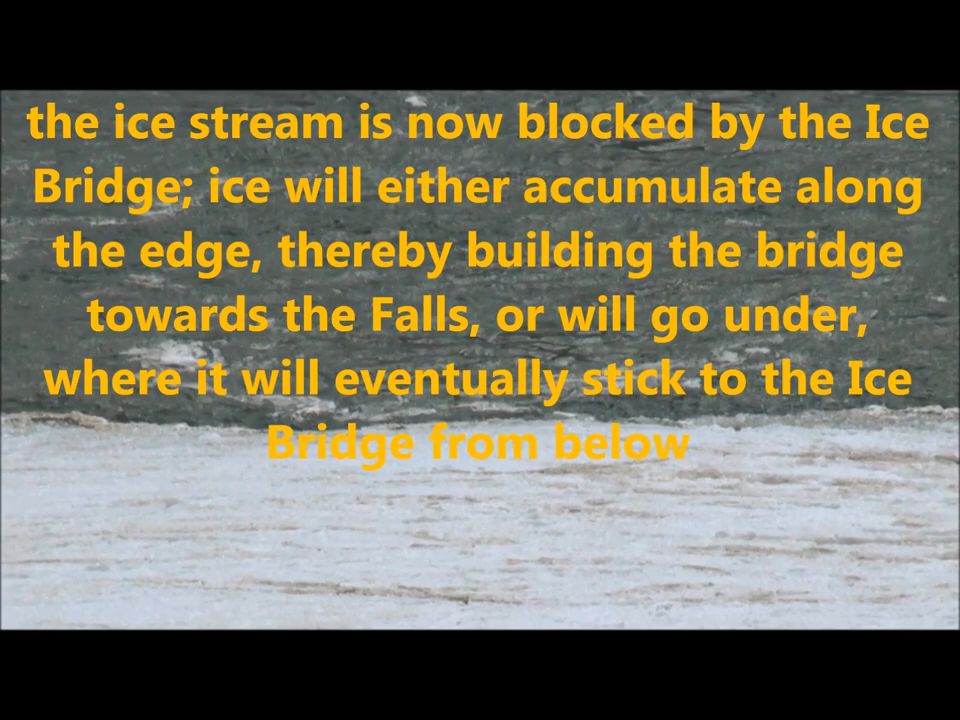 the ice stream is now blocked by the Ice
Bridge; ice will either accumulate along
the edge, thereby building the bridge
towards the Falls, or will go under,
where it will eventually stick to the Ice
Bridge from below